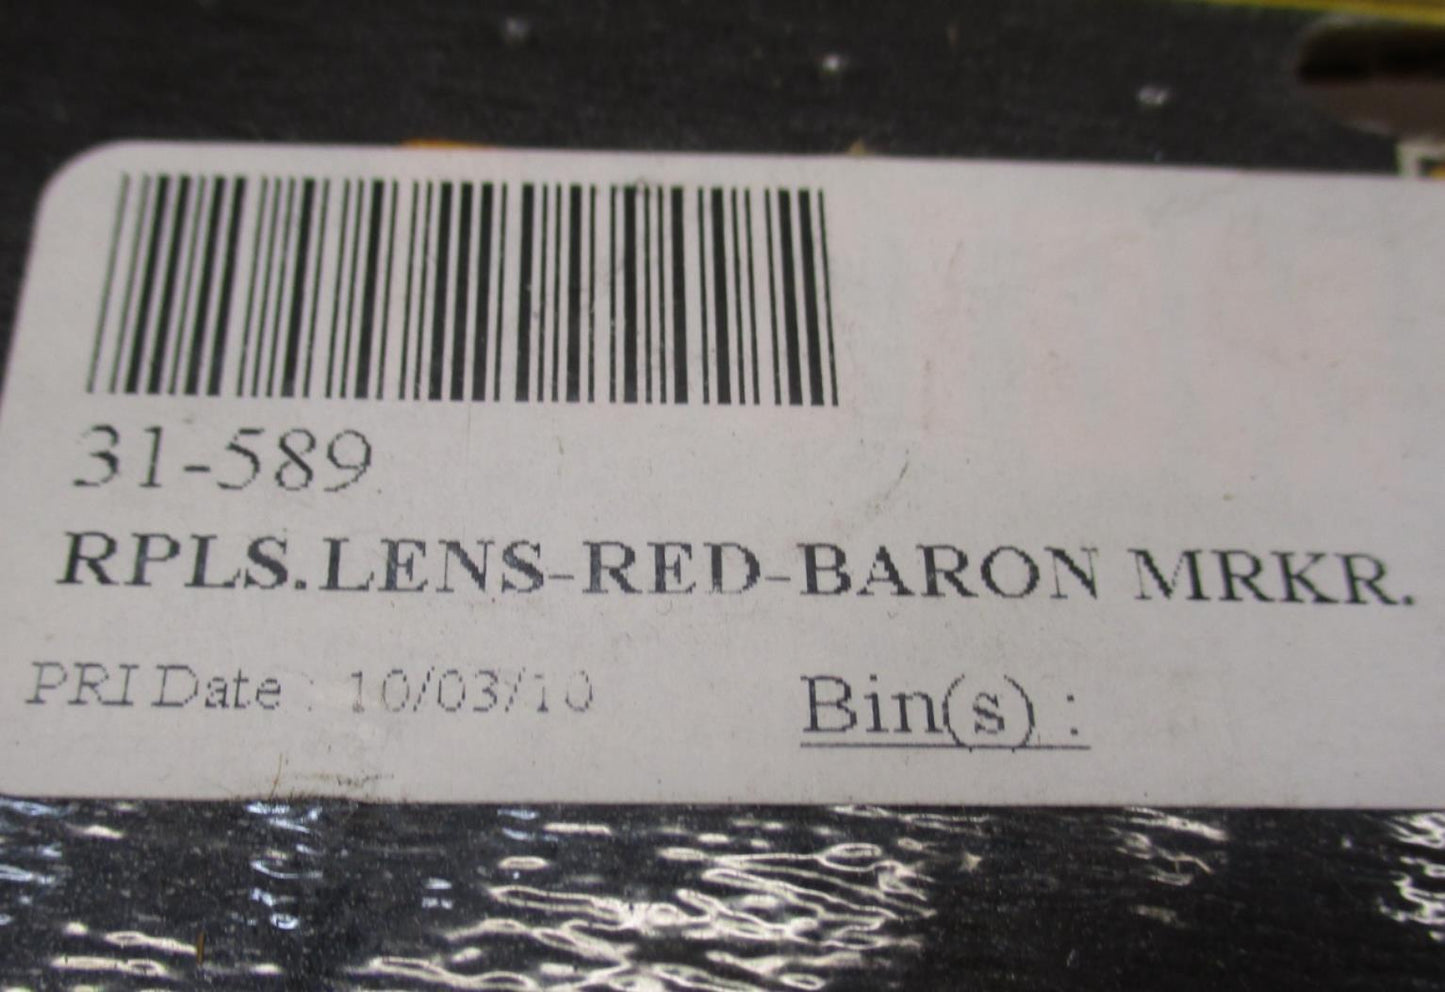 31-589
RPLS.LENS-RED-BARON MRKR.
PRI Date : 10/03/10
Bin(s) :